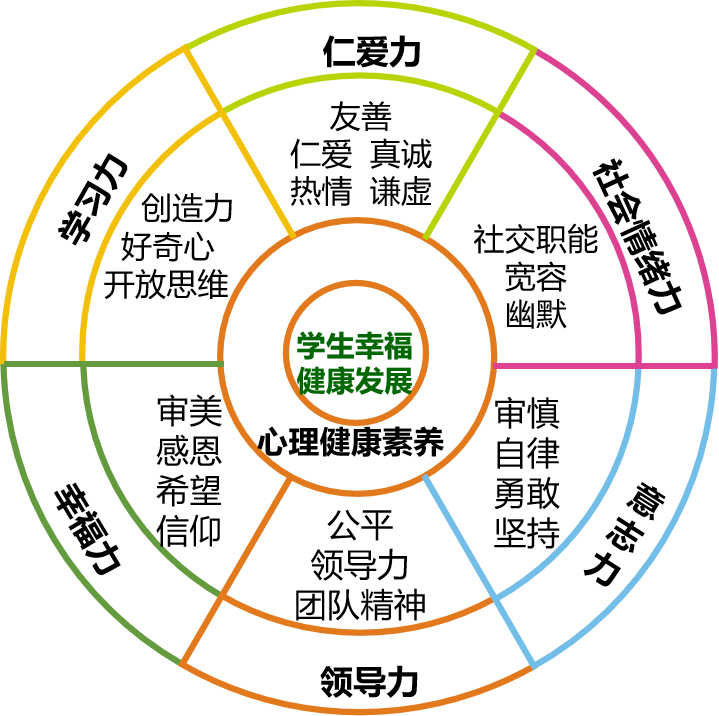 仁爱力
友善
仁爱 真诚
热情 谦虚
社会情绪力
社交职能
宽容
幽默
意志力
审慎
自律
勇敢
坚持
领导力
公平
领导力
团队精神
幸福力
审美
感恩
希望
信仰
学习力
创造力
好奇心
开放思维
学生幸福
健康发展
心理健康素养